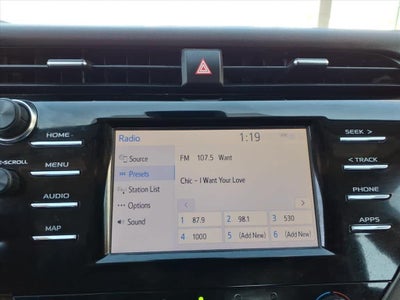 Radio 1:19
HOME
SEEK >
E-SCROLL
Source
FM 107.5 Want
MENU
Presets
< TRACK
Chic - I Want Your Love
Station List
AUDIO
PHONE
Options
< >
MAP
Sound
1 87.9 2 98.1 3 530
APPS
4 1000 5 (Add New) 6 (Add New)